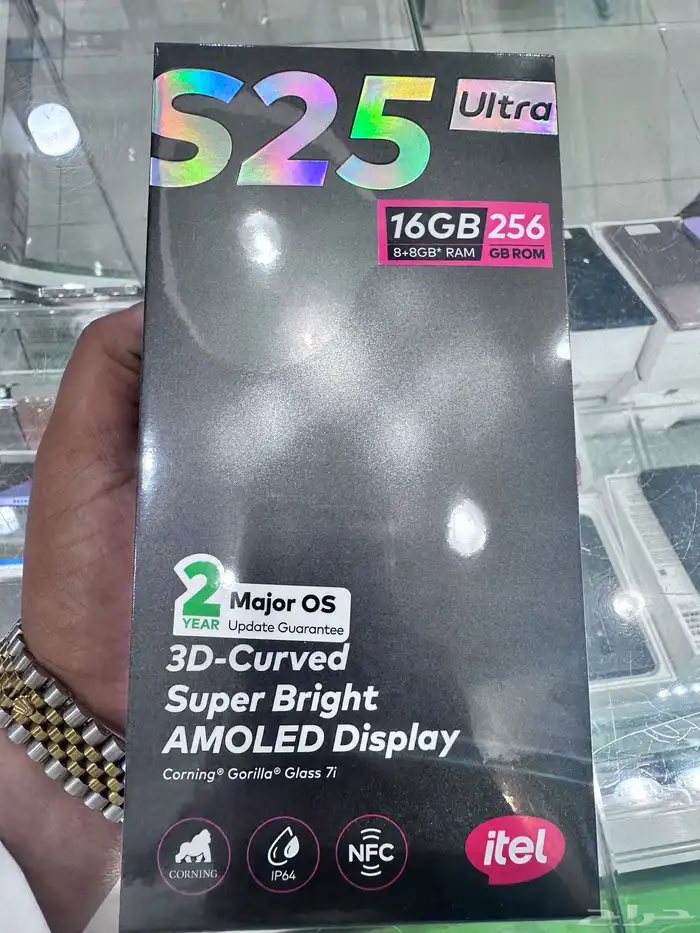 S25 Ultra
16GB 256
8+8GB* RAM GB ROM
2 Major OS
YEAR Update Guarantee
3D-Curved
Super Bright
AMOLED Display
Corning® Gorilla® Glass 7i
CORNING IP64 NFC itel
حراج